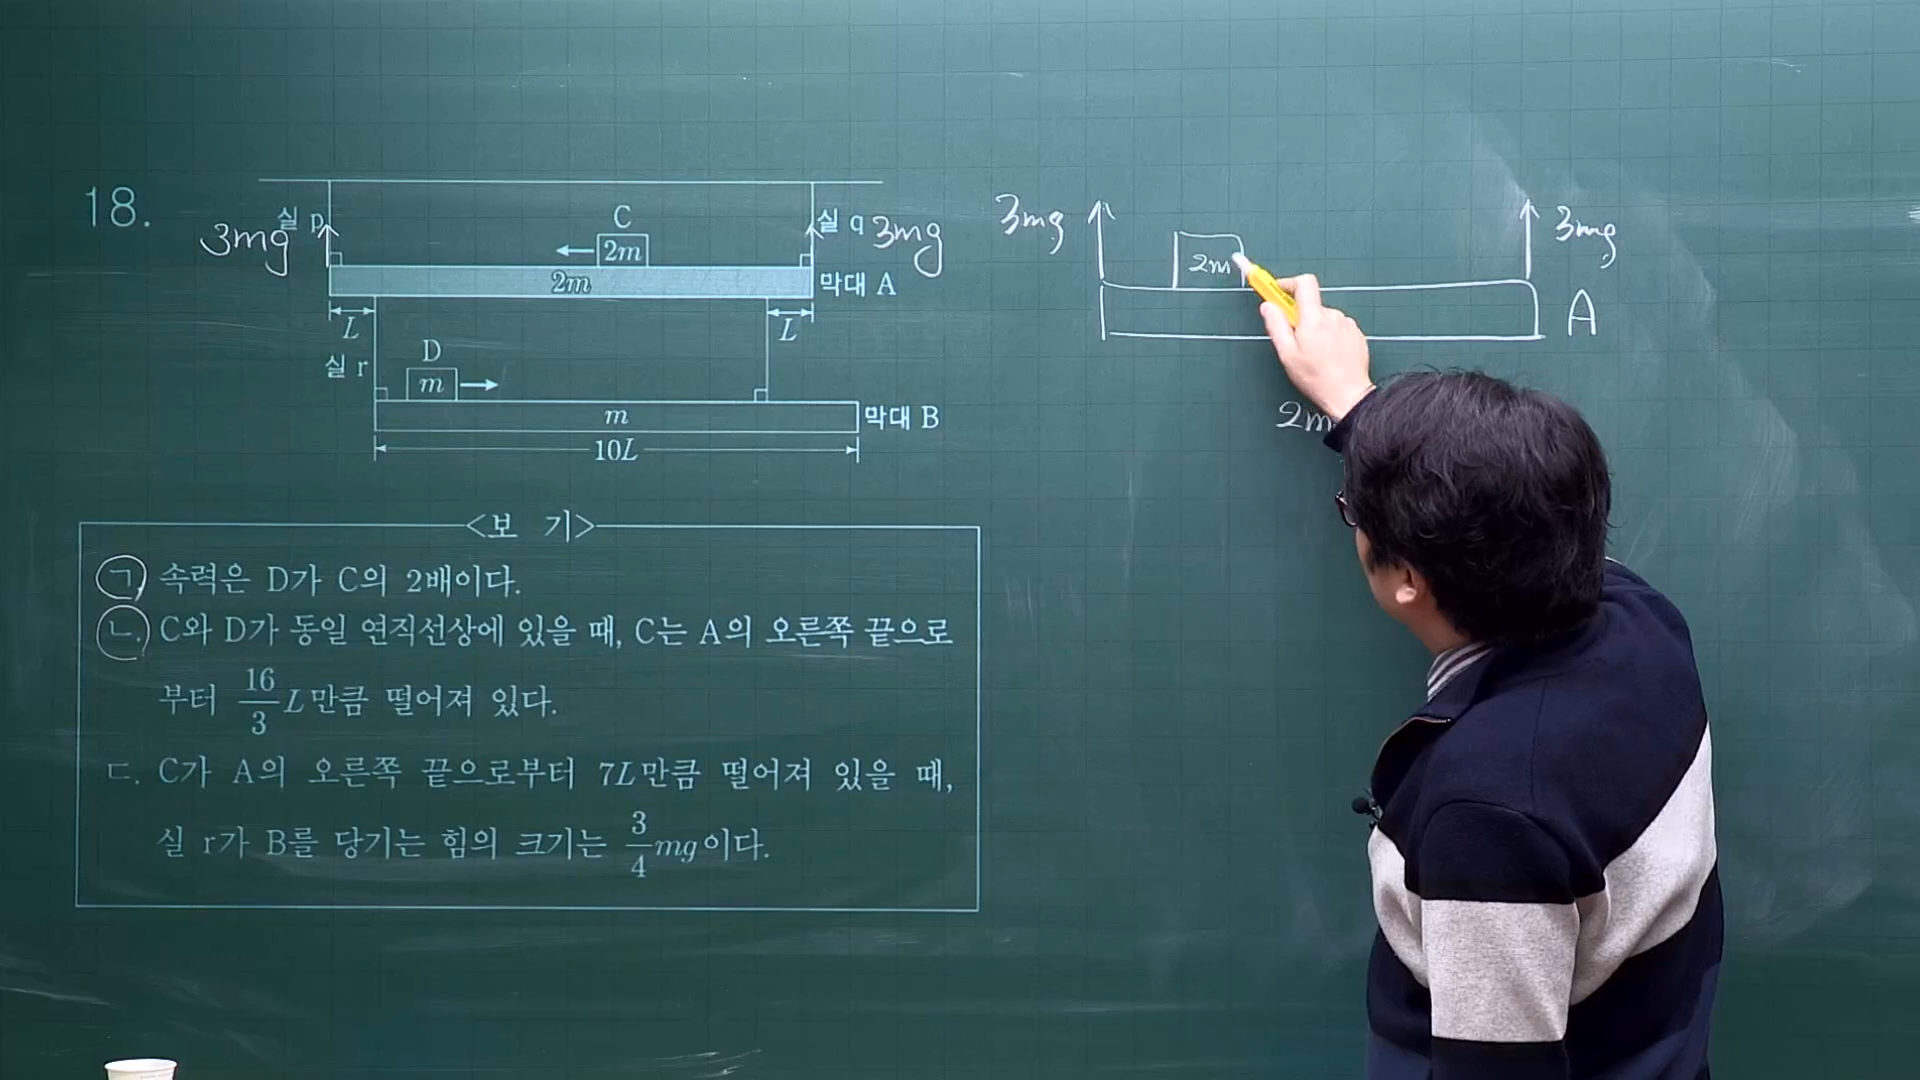 18.
실 p
3mg
C
2m
실 q
3mg
2m
막대 A
L
L
실 r
D
m
m
막대 B
10L
<보 기>
ㄱ. 속력은 D가 C의 2배이다.
ㄴ. C와 D가 동일 연직선상에 있을 때, C는 A의 오른쪽 끝으로
부터 16/3 L만큼 떨어져 있다.
ㄷ. C가 A의 오른쪽 끝으로부터 7L만큼 떨어져 있을 때,
실 r가 B를 당기는 힘의 크기는 3/4 mg이다.
3mg
2m
3mg
A
2m